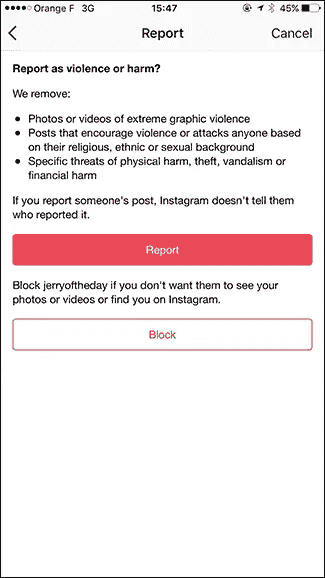 Orange F 3G 15:47 45%
Report Cancel
Report as violence or harm?
We remove:
Photos or videos of extreme graphic violence
Posts that encourage violence or attacks anyone based
on their religious, ethnic or sexual background
Specific threats of physical harm, theft, vandalism or
financial harm
If you report someone's post, Instagram doesn't tell them
who reported it.
Report
Block jerryoftheday if you don't want them to see your
photos or videos or find you on Instagram.
Block